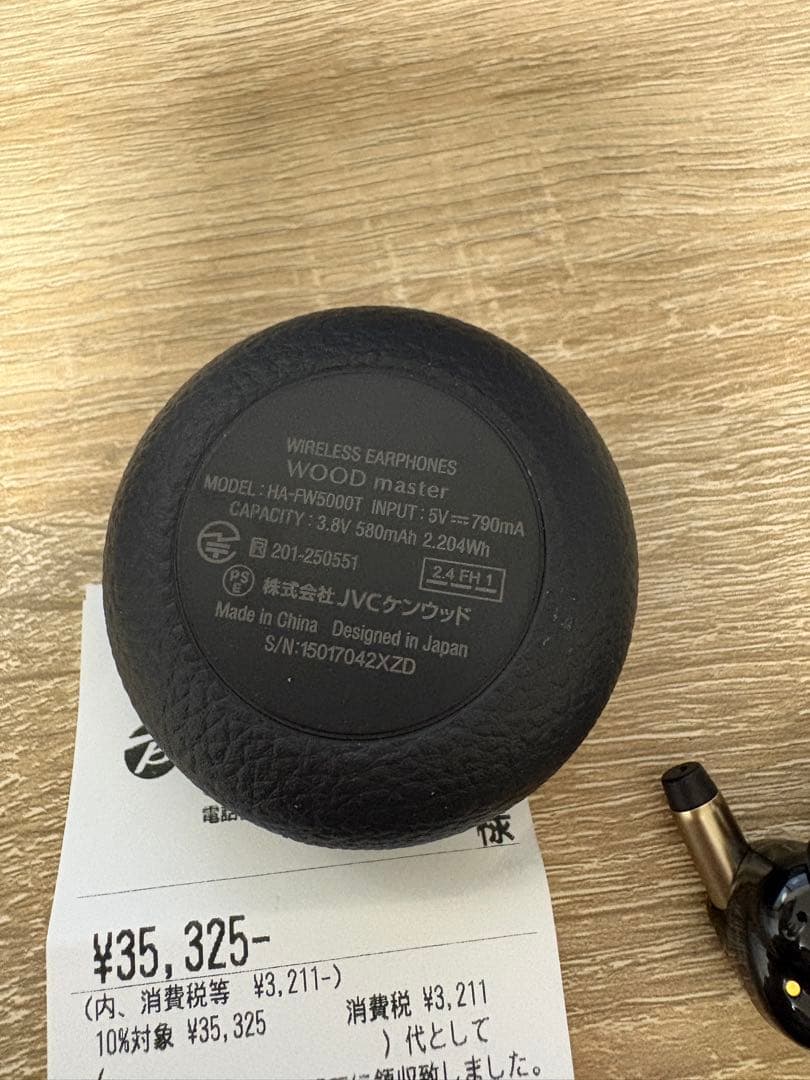 WIRELESS EARPHONES
WOOD master
MODEL : HA-FW5000T INPUT : 5V⎓790mA
CAPACITY : 3.8V 580mAh 2.204Wh
R 201-250551
2.4 FH 1
PS
E
株式会社 JVCケンウッド
Made in China Designed in Japan
S/N:15017042XZD
電話
様
¥35,325-
(内、消費税等 ¥3,211-)
10%対象 ¥35,325 消費税 ¥3,211
( ) 代として
領収致しました。